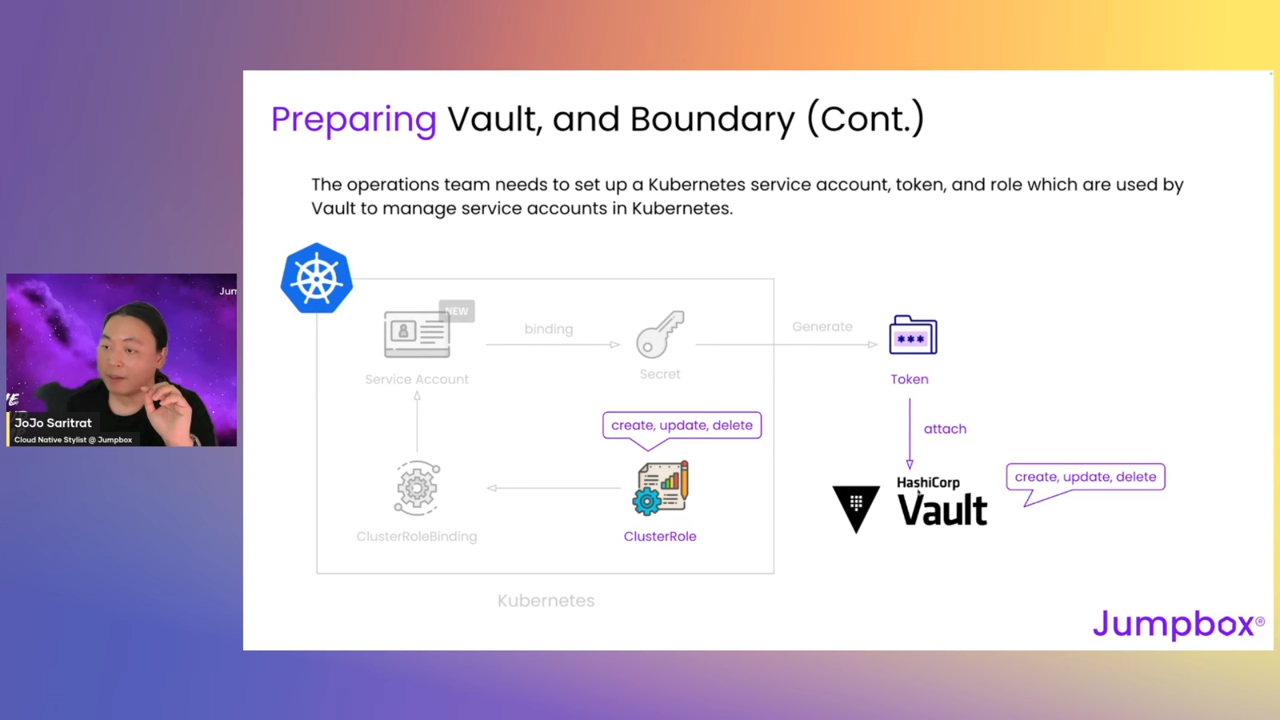 Preparing Vault, and Boundary (Cont.)
The operations team needs to set up a Kubernetes service account, token, and role which are used by
Vault to manage service accounts in Kubernetes.
NEW
binding
Generate
***
Service Account
Secret
Token
create, update, delete
attach
HashiCorp
Vault
create, update, delete
ClusterRoleBinding
ClusterRole
Kubernetes
Jumpbox®
JoJo Saritrat
Cloud Native Stylist @ Jumpbox